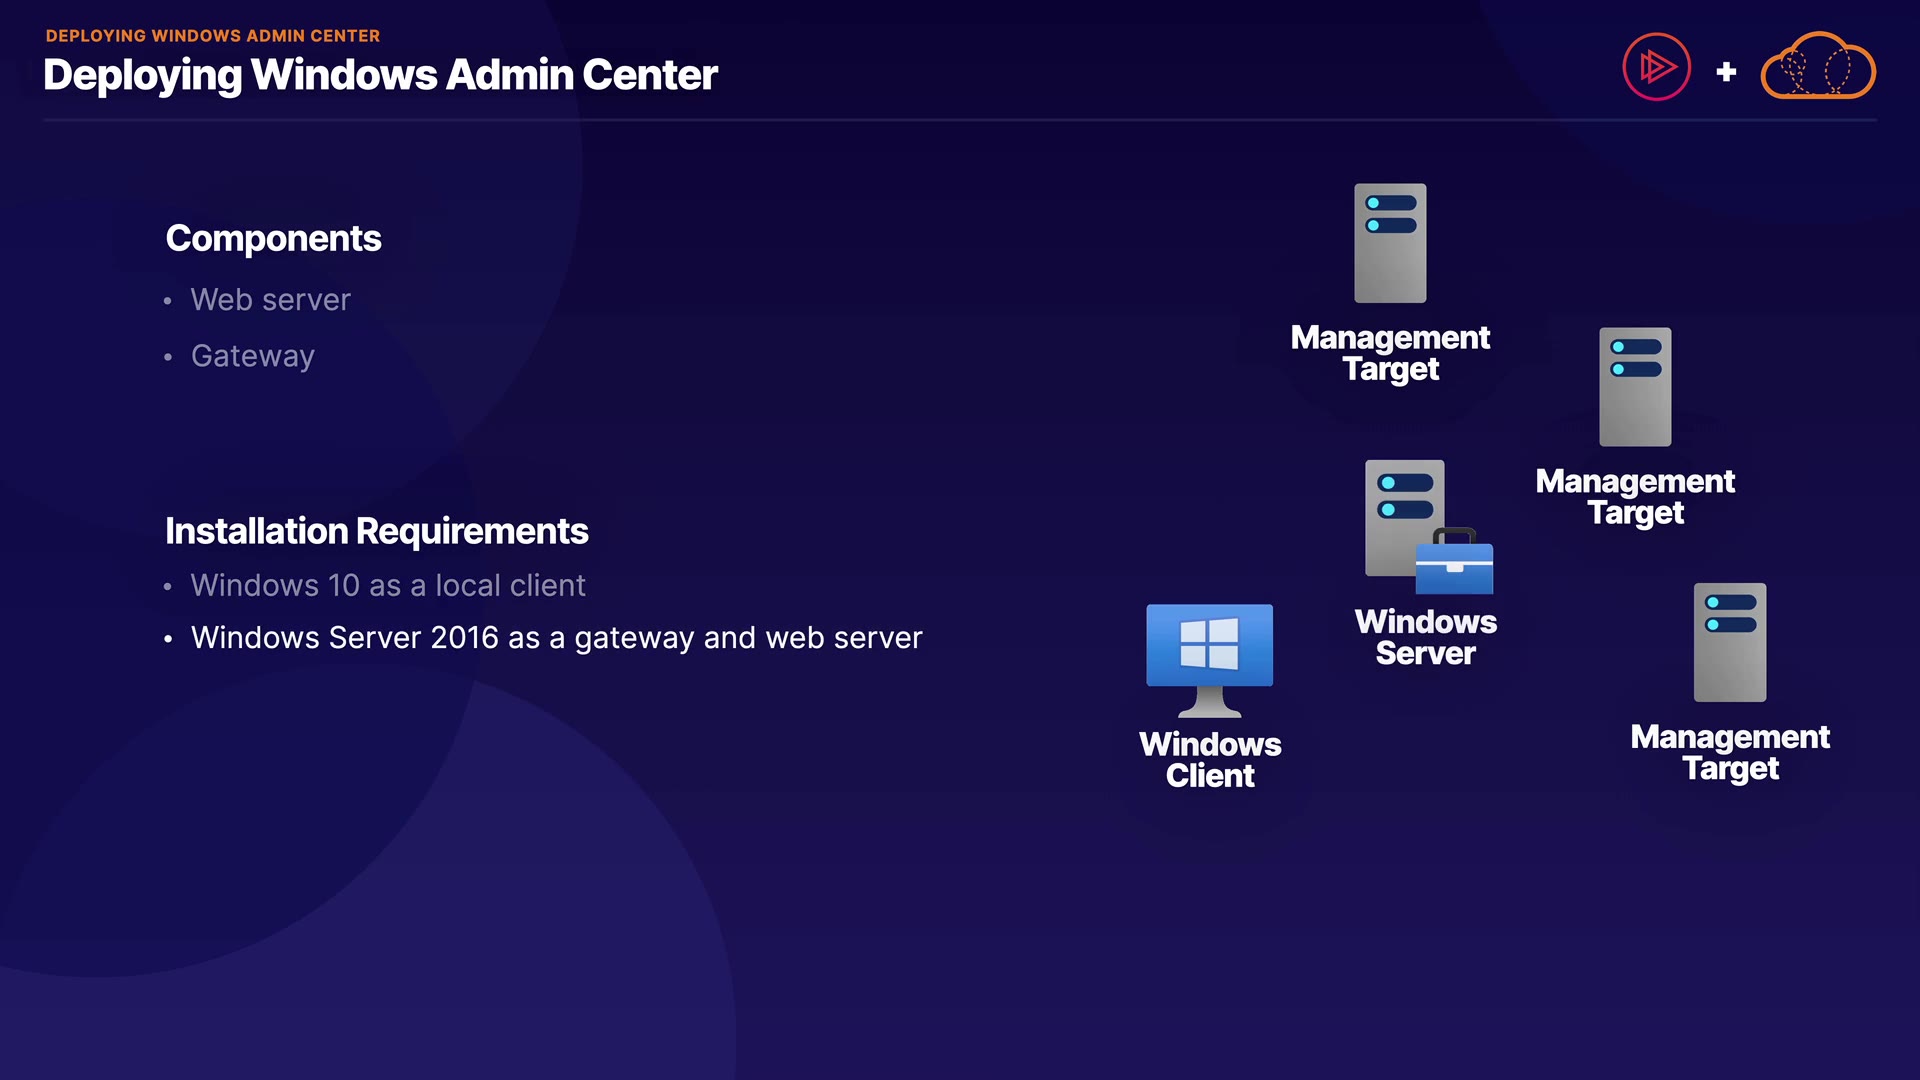 DEPLOYING WINDOWS ADMIN CENTER
Deploying Windows Admin Center
Components
• Web server
• Gateway
Installation Requirements
• Windows 10 as a local client
• Windows Server 2016 as a gateway and web server
Management
Target
Management
Target
Windows
Server
Windows
Client
Management
Target